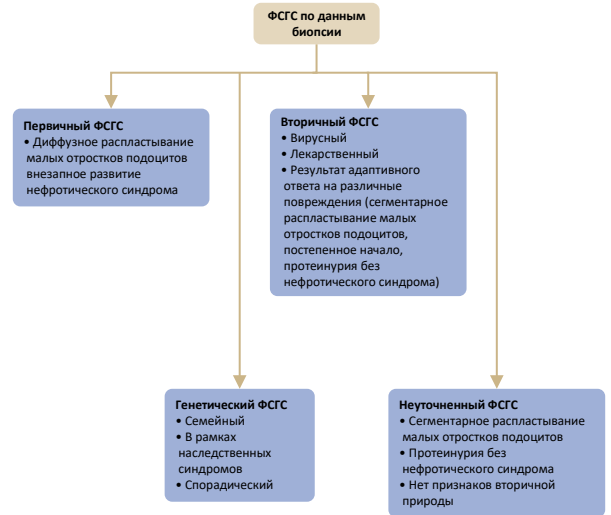 ФСГС по данным
биопсии
Первичный ФСГС
• Диффузное распластывание
малых отростков подоцитов
внезапное развитие
нефротического синдрома
Вторичный ФСГС
• Вирусный
• Лекарственный
• Результат адаптивного
ответа на различные
повреждения (сегментарное
распластывание малых
отростков подоцитов,
постепенное начало,
протеинурия без
нефротического синдрома)
Генетический ФСГС
• Семейный
• В рамках
наследственных
синдромов
• Спорадический
Неуточненный ФСГС
• Сегментарное распластывание
малых отростков подоцитов
• Протеинурия без
нефротического синдрома
• Нет признаков вторичной
природы